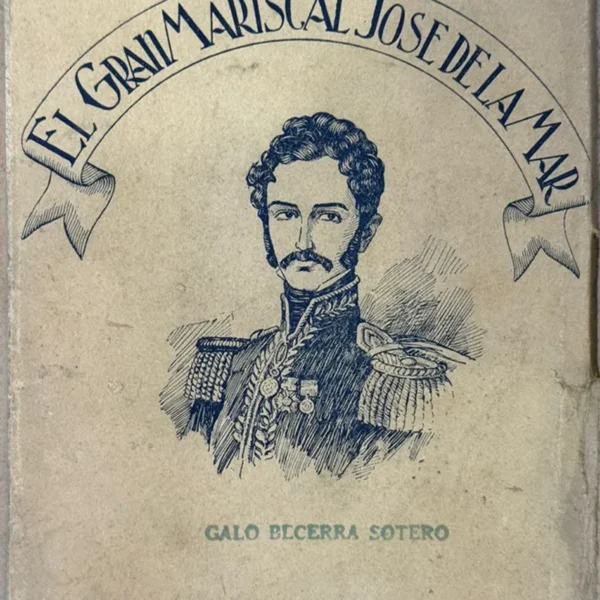 EL GRAN MARISCAL JOSE DE LA MAR
GALO BECERRA SOTERO